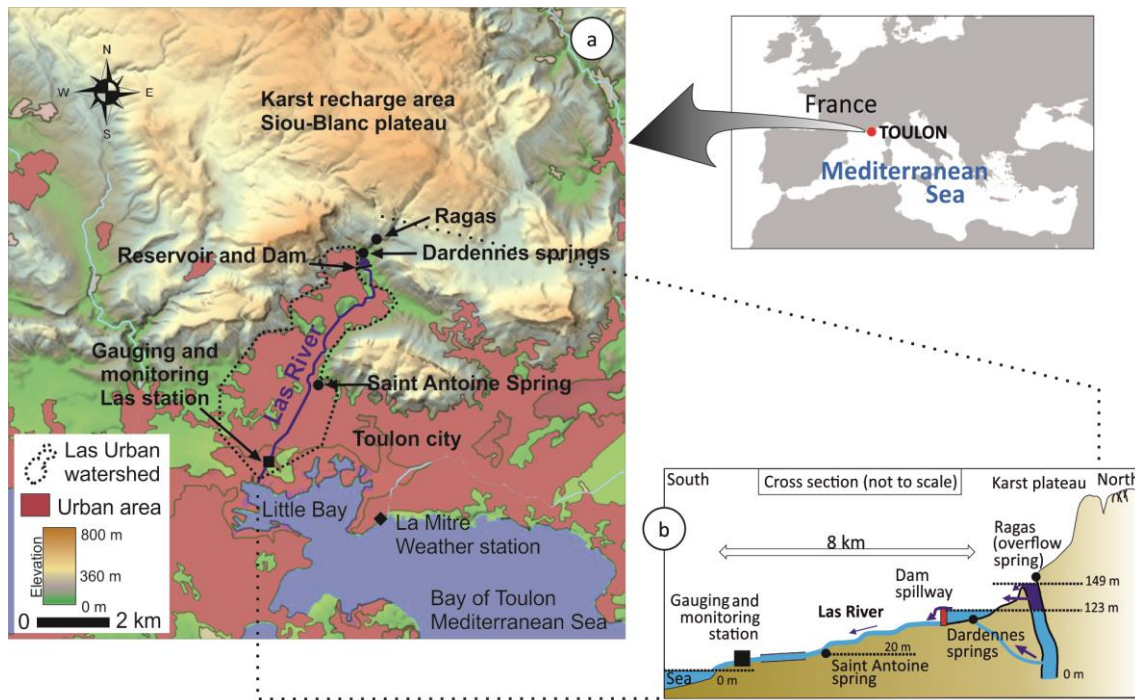 a
N
W
E
S
Karst recharge area
Siou-Blanc plateau
Ragas
Reservoir and Dam
Dardennes springs
Gauging and
monitoring
Las station
Las River
Saint Antoine Spring
Toulon city
Las Urban
watershed
Urban area
Elevation
800 m
360 m
0 m
0
2 km
Little Bay
La Mitre
Weather station
Bay of Toulon
Mediterranean Sea
France
TOULON
Mediterranean
Sea
South
Cross section (not to scale)
Karst plateau
North
b
8 km
Ragas
(overflow
spring)
149 m
Dam
spillway
123 m
Gauging and
monitoring
station
Las River
Dardennes
springs
20 m
Saint Antoine
spring
Sea
0 m
0 m